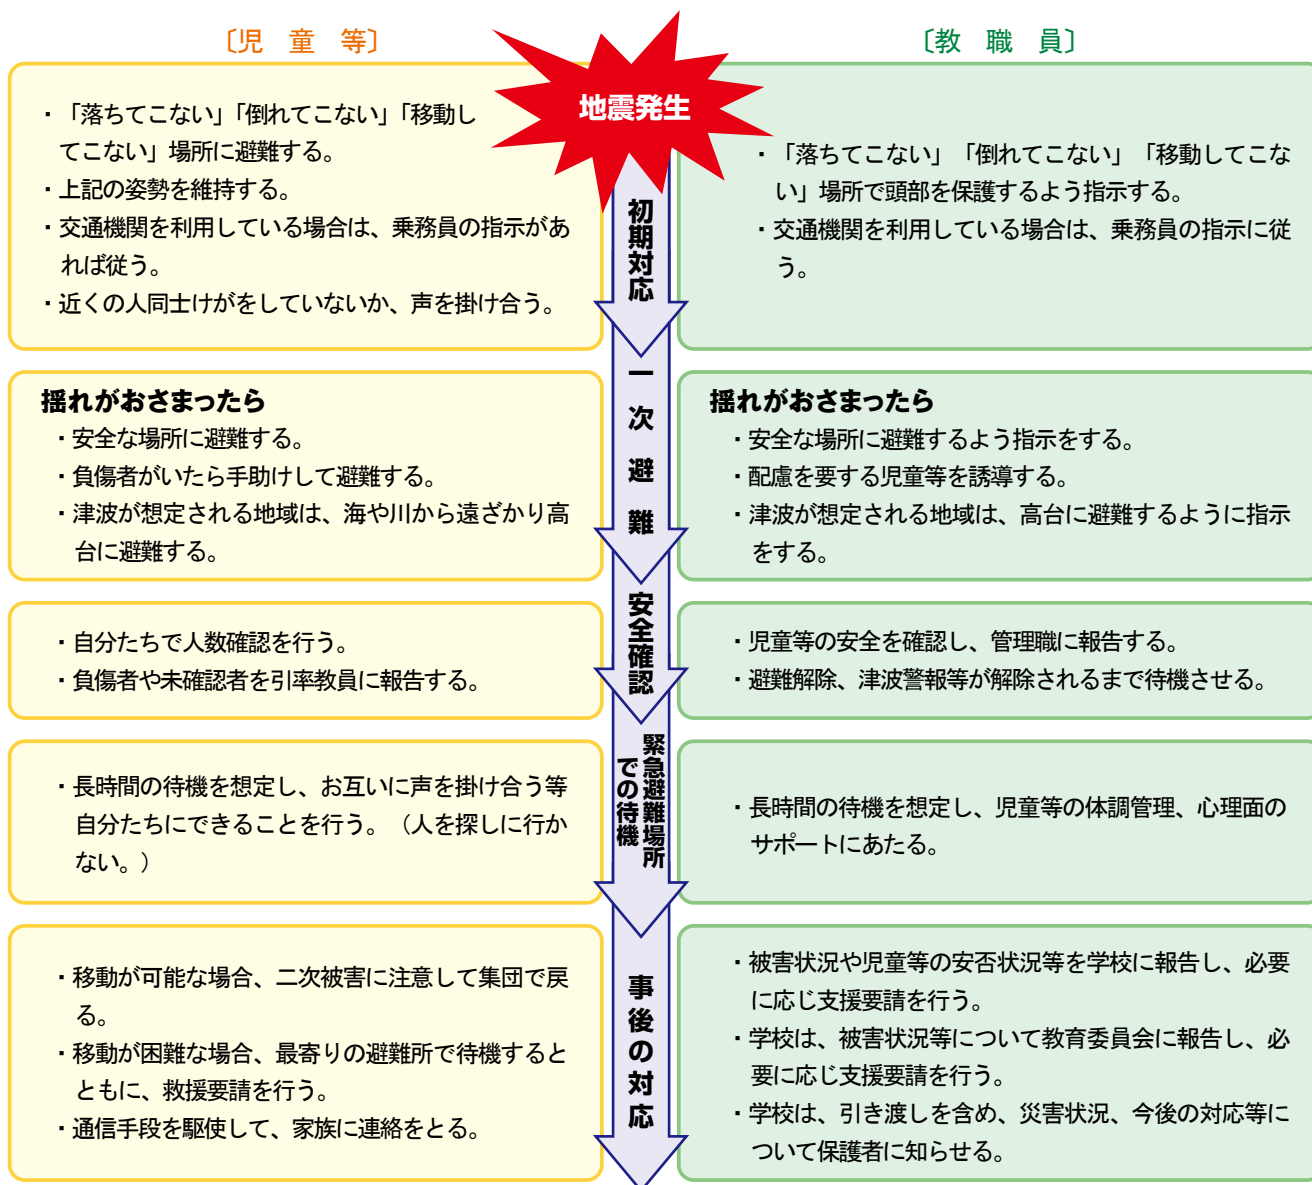 〔児　童　等〕
〔教　職　員〕
地震発生
初期対応
・「落ちてこない」「倒れてこない」「移動し
てこない」場所に避難する。
・上記の姿勢を維持する。
・交通機関を利用している場合は、乗務員の指示があ
れば従う。
・近くの人同士けがをしていないか、声を掛け合う。
・「落ちてこない」「倒れてこない」「移動してこな
い」場所で頭部を保護するよう指示する。
・交通機関を利用している場合は、乗務員の指示に従
う。
一次避難
揺れがおさまったら
・安全な場所に避難する。
・負傷者がいたら手助けして避難する。
・津波が想定される地域は、海や川から遠ざかり高
台に避難する。
揺れがおさまったら
・安全な場所に避難するよう指示をする。
・配慮を要する児童等を誘導する。
・津波が想定される地域は、高台に避難するように指示
をする。
安全確認
・自分たちで人数確認を行う。
・負傷者や未確認者を引率教員に報告する。
・児童等の安全を確認し、管理職に報告する。
・避難解除、津波警報等が解除されるまで待機させる。
緊急避難場所
での待機
・長時間の待機を想定し、お互いに声を掛け合う等
自分たちにできることを行う。（人を探しに行か
ない。）
・長時間の待機を想定し、児童等の体調管理、心理面の
サポートにあたる。
事後の対応
・移動が可能な場合、二次被害に注意して集団で戻
る。
・移動が困難な場合、最寄りの避難所で待機すると
ともに、救援要請を行う。
・通信手段を駆使して、家族に連絡をとる。
・被害状況や児童等の安否状況等を学校に報告し、必要
に応じ支援要請を行う。
・学校は、被害状況等について教育委員会に報告し、必
要に応じ支援要請を行う。
・学校は、引き渡しを含め、災害状況、今後の対応等に
ついて保護者に知らせる。